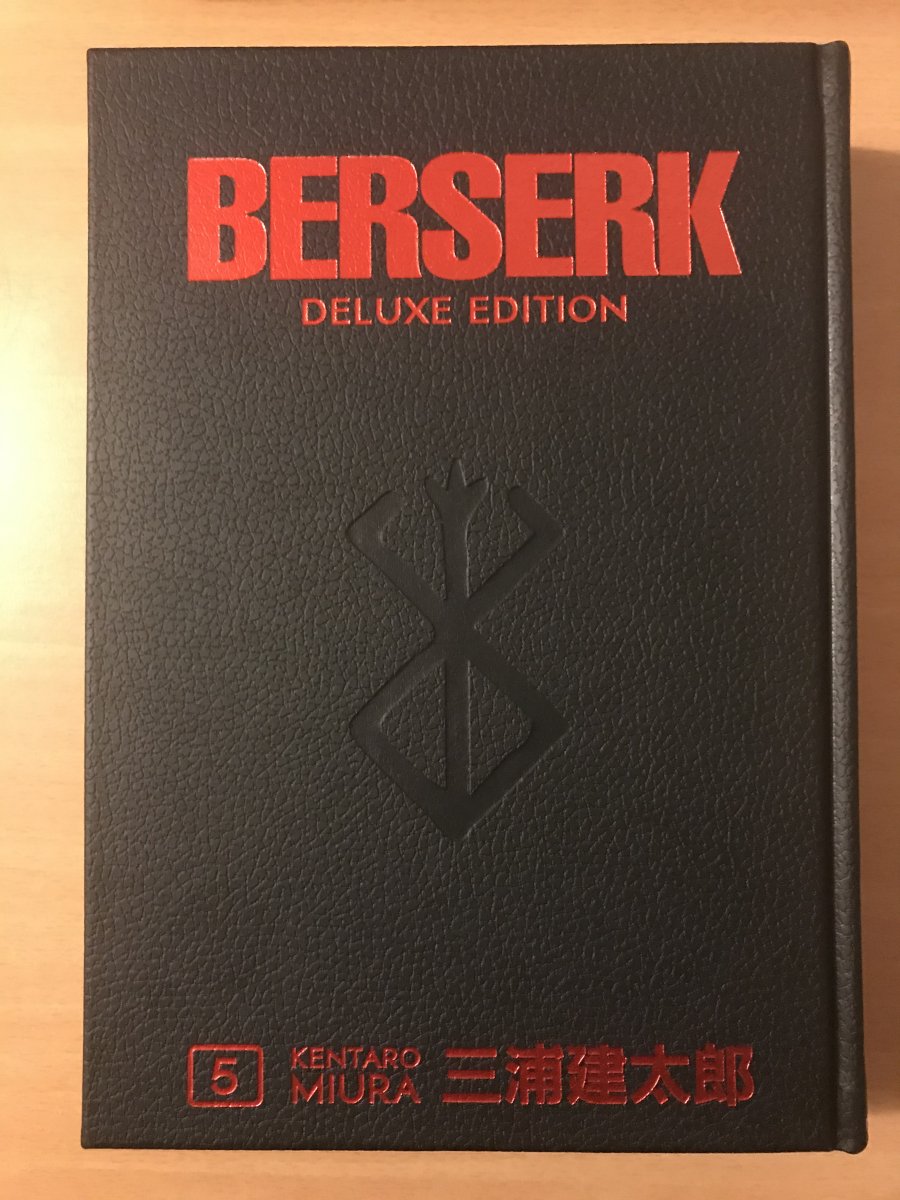 BERSERK
DELUXE EDITION
5
KENTARO
MIURA
三浦建太郎